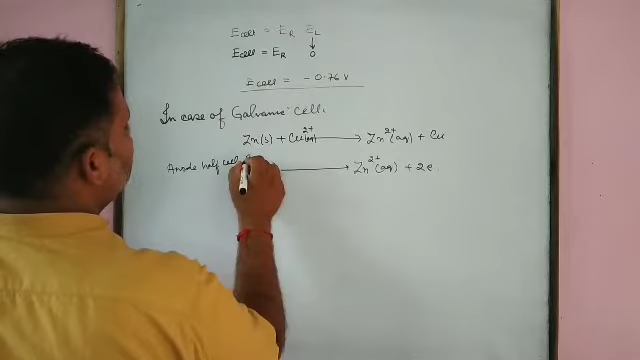 Ecell = ER EL
↓
Ecell = ER 0
Ecell = - 0.76 V
In case of Galvanic cell
Zn(s) + Cu²⁺(aq) → Zn²⁺(aq) + Cu
Anode half cell → Zn²⁺(aq) + 2e